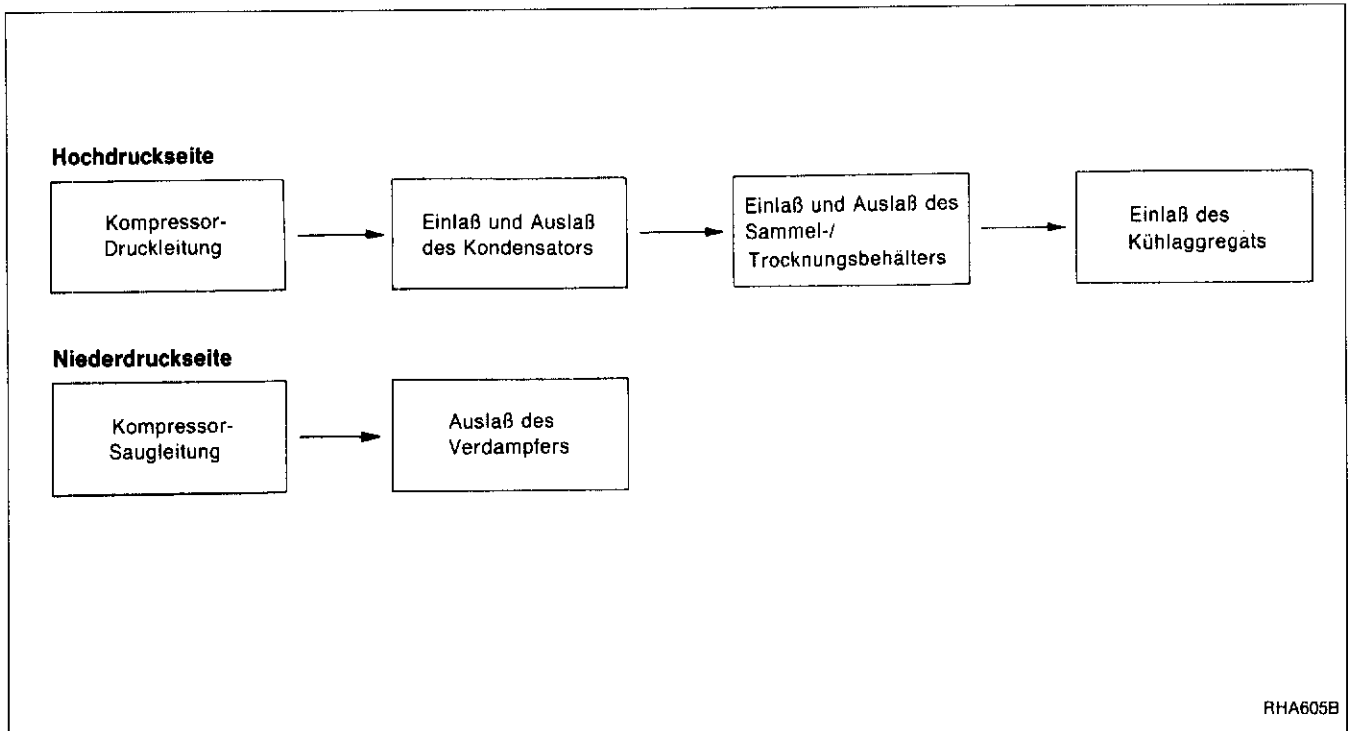 Hochdruckseite
Kompressor-
Druckleitung
Einlaß und Auslaß
des Kondensators
Einlaß und Auslaß des
Sammel-/
Trocknungsbehälters
Einlaß des
Kühlaggregats
Niederdruckseite
Kompressor-
Saugleitung
Auslaß des
Verdampfers
RHA605B